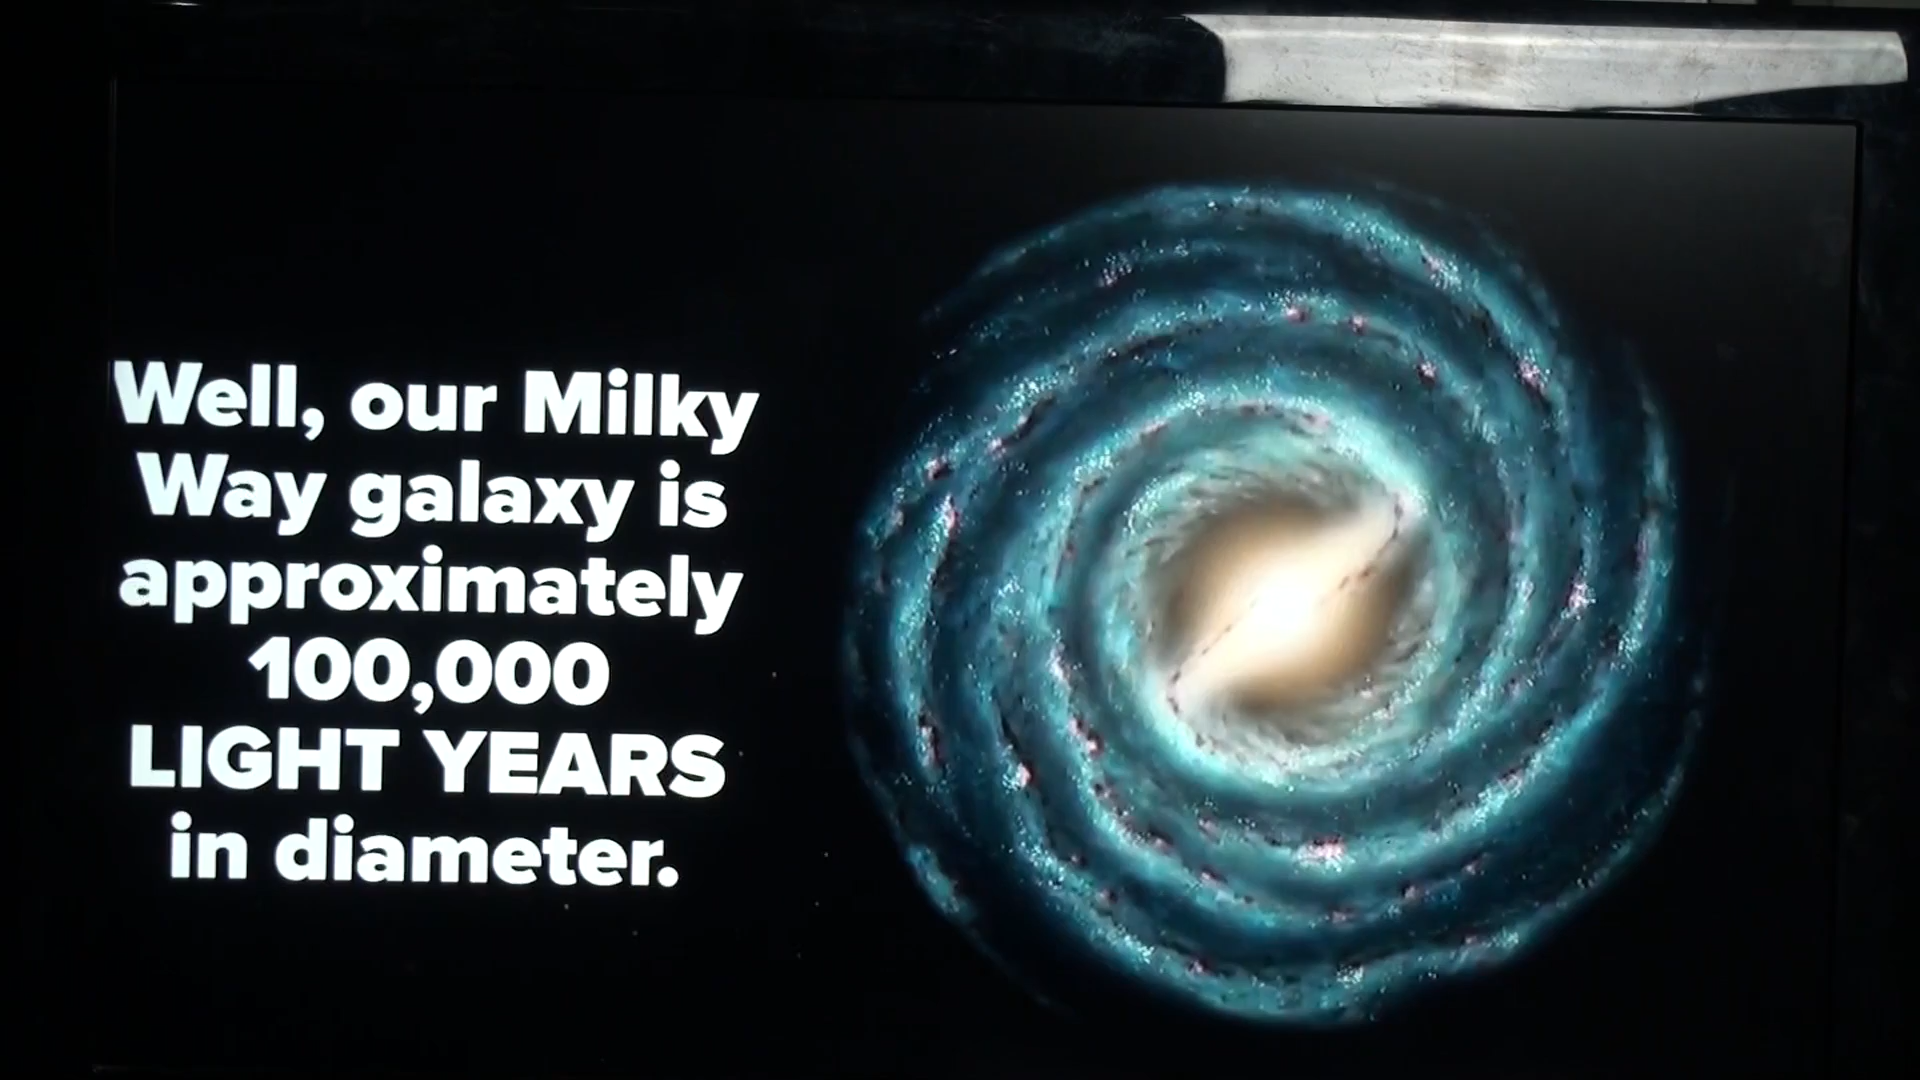 Well, our Milky
Way galaxy is
approximately
100,000
LIGHT YEARS
in diameter.